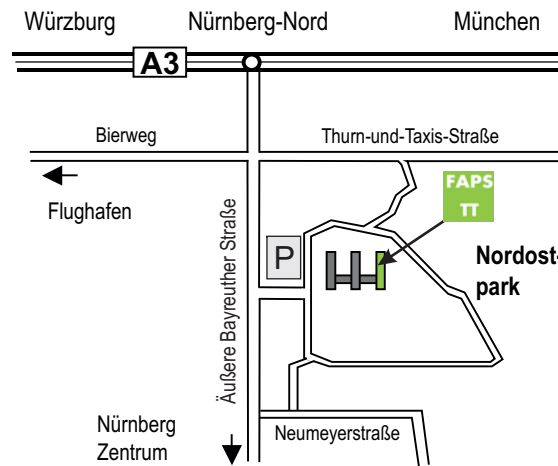 Würzburg
Nürnberg-Nord
München
A3
Bierweg
Thurn-und-Taxis-Straße
Flughafen
FAPS
TT
P
Nordost-
park
Äußere Bayreuther Straße
Nürnberg
Zentrum
Neumeyerstraße